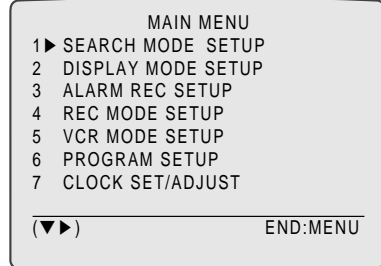 MAIN MENU
1▶ SEARCH MODE SETUP
2 DISPLAY MODE SETUP
3 ALARM REC SETUP
4 REC MODE SETUP
5 VCR MODE SETUP
6 PROGRAM SETUP
7 CLOCK SET/ADJUST
(▼▶) END:MENU